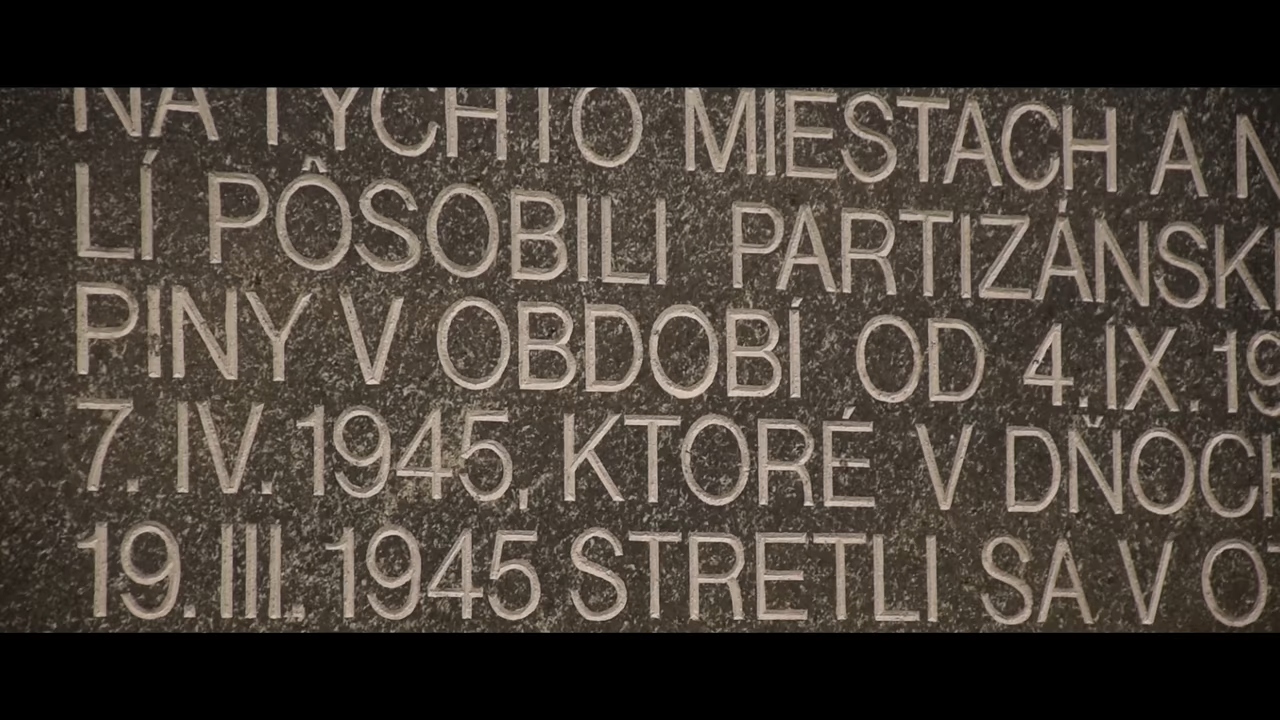 NA TÝCHTO MIESTACH A
LÍ PÔSOBILI PARTIZÁNSK
PINY V OBDOBÍ OD 4.IX.19
7. IV. 1945, KTORÉ V DŇOCH
19. III. 1945 STRETLI SA V O